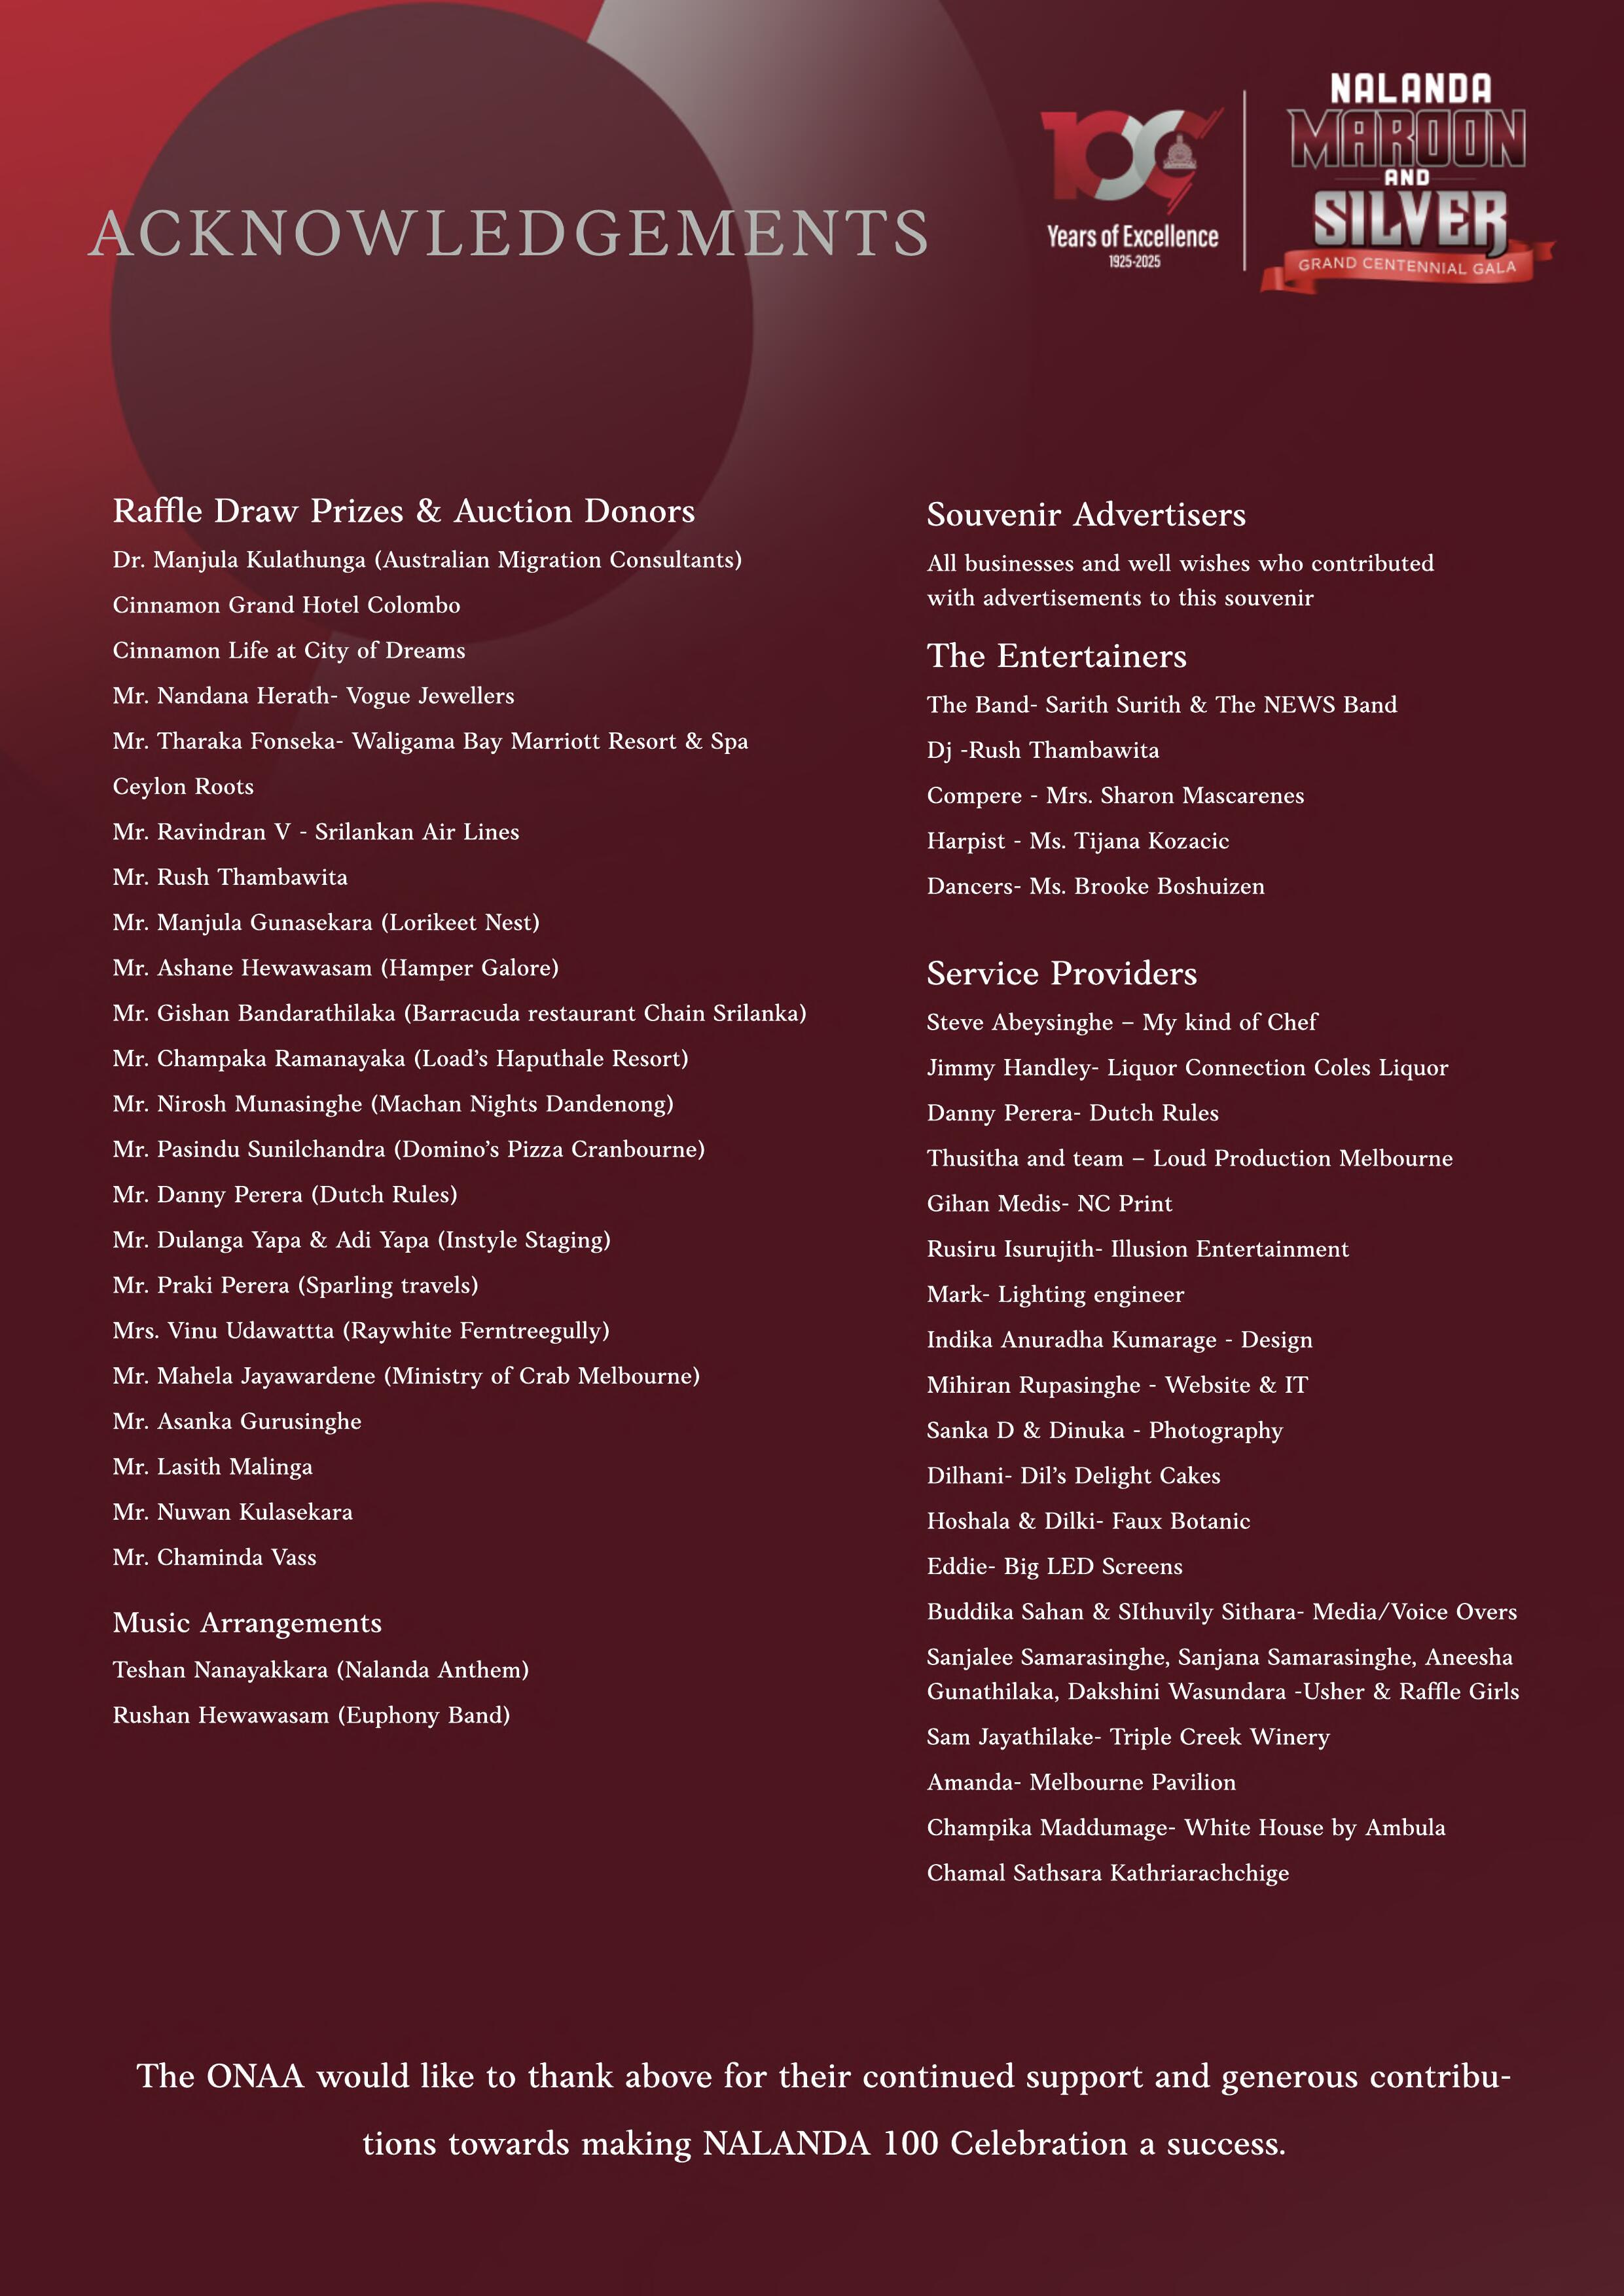 ACKNOWLEDGEMENTS
100
Years of Excellence
1925-2025
NALANDA
MAROON
AND
SILVER
GRAND CENTENNIAL GALA
Raffle Draw Prizes & Auction Donors
Dr. Manjula Kulathunga (Australian Migration Consultants)
Cinnamon Grand Hotel Colombo
Cinnamon Life at City of Dreams
Mr. Nandana Herath- Vogue Jewellers
Mr. Tharaka Fonseka- Waligama Bay Marriott Resort & Spa
Ceylon Roots
Mr. Ravindran V - Srilankan Air Lines
Mr. Rush Thambawita
Mr. Manjula Gunasekara (Lorikeet Nest)
Mr. Ashane Hewawasam (Hamper Galore)
Mr. Gishan Bandarathilaka (Barracuda restaurant Chain Srilanka)
Mr. Champaka Ramanayaka (Load’s Haputhale Resort)
Mr. Nirosh Munasinghe (Machan Nights Dandenong)
Mr. Pasindu Sunilchandra (Domino’s Pizza Cranbourne)
Mr. Danny Perera (Dutch Rules)
Mr. Dulanga Yapa & Adi Yapa (Instyle Staging)
Mr. Praki Perera (Sparling travels)
Mrs. Vinu Udawattta (Raywhite Ferntreegully)
Mr. Mahela Jayawardene (Ministry of Crab Melbourne)
Mr. Asanka Gurusinghe
Mr. Lasith Malinga
Mr. Nuwan Kulasekara
Mr. Chaminda Vass
Music Arrangements
Teshan Nanayakkara (Nalanda Anthem)
Rushan Hewawasam (Euphony Band)
Souvenir Advertisers
All businesses and well wishes who contributed
with advertisements to this souvenir
The Entertainers
The Band- Sarith Surith & The NEWS Band
Dj -Rush Thambawita
Compere - Mrs. Sharon Mascarenes
Harpist - Ms. Tijana Kozacic
Dancers- Ms. Brooke Boshuizen
Service Providers
Steve Abeysinghe – My kind of Chef
Jimmy Handley- Liquor Connection Coles Liquor
Danny Perera- Dutch Rules
Thusitha and team – Loud Production Melbourne
Gihan Medis- NC Print
Rusiru Isurujith- Illusion Entertainment
Mark- Lighting engineer
Indika Anuradha Kumarage - Design
Mihiran Rupasinghe - Website & IT
Sanka D & Dinuka - Photography
Dilhani- Dil’s Delight Cakes
Hoshala & Dilki- Faux Botanic
Eddie- Big LED Screens
Buddika Sahan & SIthuvily Sithara- Media/Voice Overs
Sanjalee Samarasinghe, Sanjana Samarasinghe, Aneesha
Gunathilaka, Dakshini Wasundara -Usher & Raffle Girls
Sam Jayathilake- Triple Creek Winery
Amanda- Melbourne Pavilion
Champika Maddumage- White House by Ambula
Chamal Sathsara Kathriarachchige
The ONAA would like to thank above for their continued support and generous contribu-
tions towards making NALANDA 100 Celebration a success.